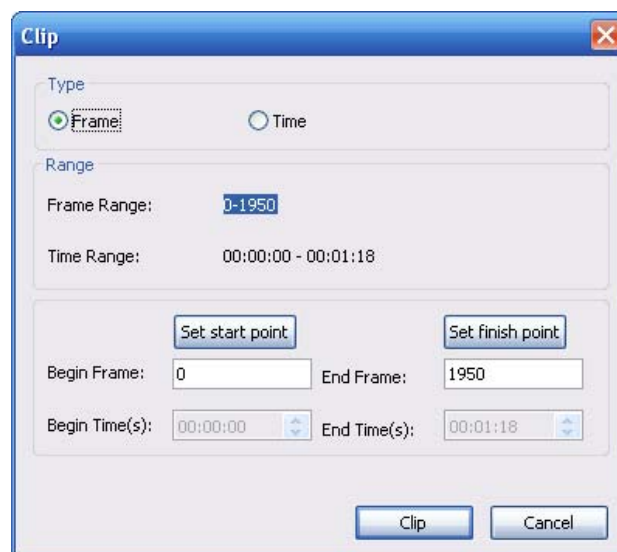 Clip
Type
Frame Time
Range
Frame Range: 0-1950
Time Range: 00:00:00 - 00:01:18
Set start point Set finish point
Begin Frame: 0 End Frame: 1950
Begin Time(s): 00:00:00 End Time(s): 00:01:18
Clip Cancel